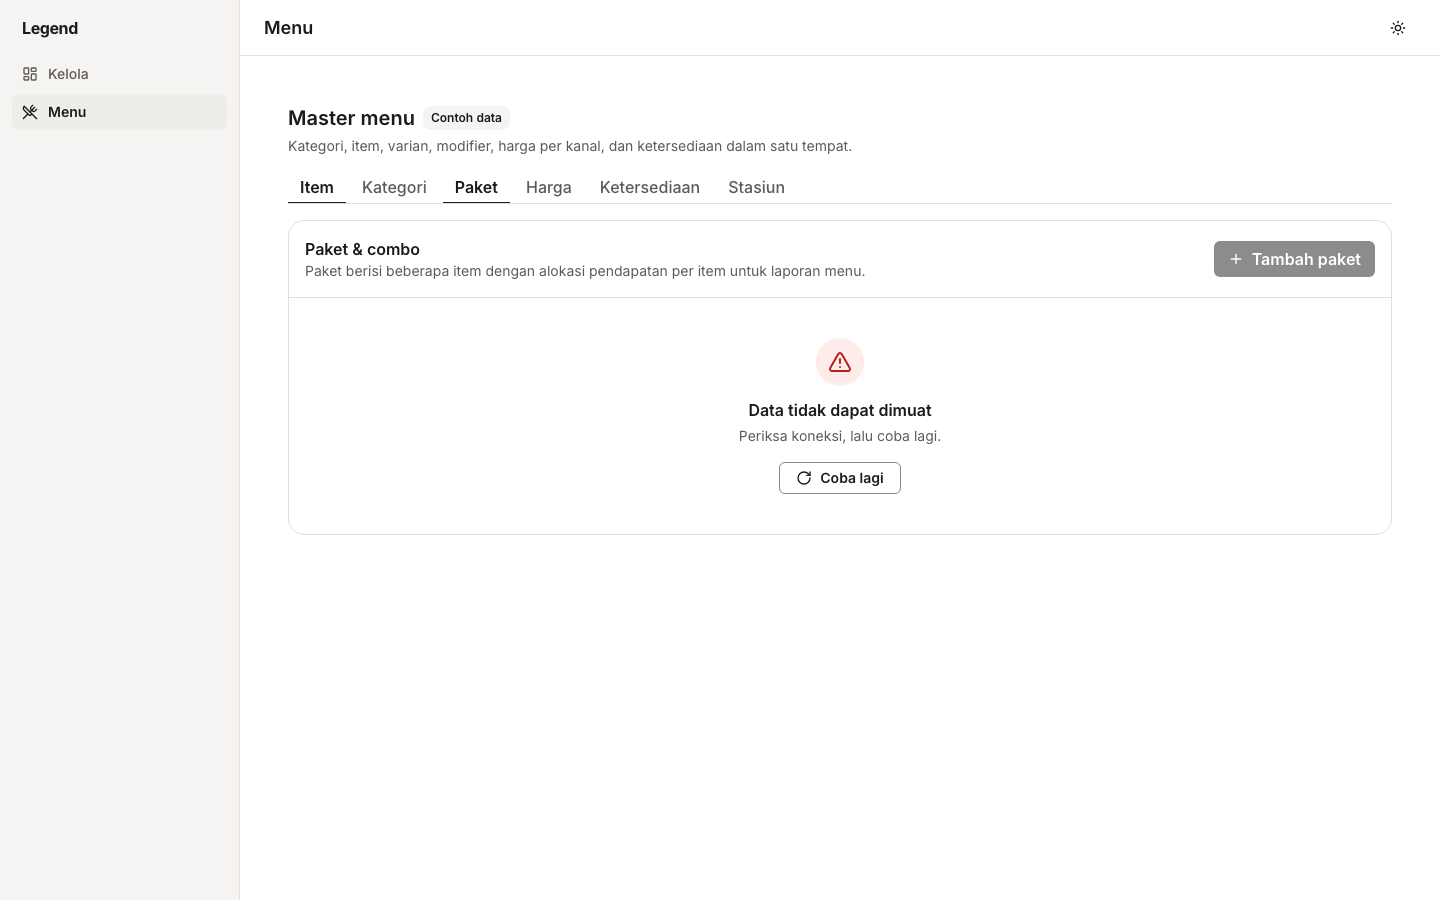 Legend
Menu
Kelola
Menu
Master menu
Contoh data
Kategori, item, varian, modifier, harga per kanal, dan ketersediaan dalam satu tempat.
Item
Kategori
Paket
Harga
Ketersediaan
Stasiun
Paket & combo
Paket berisi beberapa item dengan alokasi pendapatan per item untuk laporan menu.
Tambah paket
Data tidak dapat dimuat
Periksa koneksi, lalu coba lagi.
Coba lagi